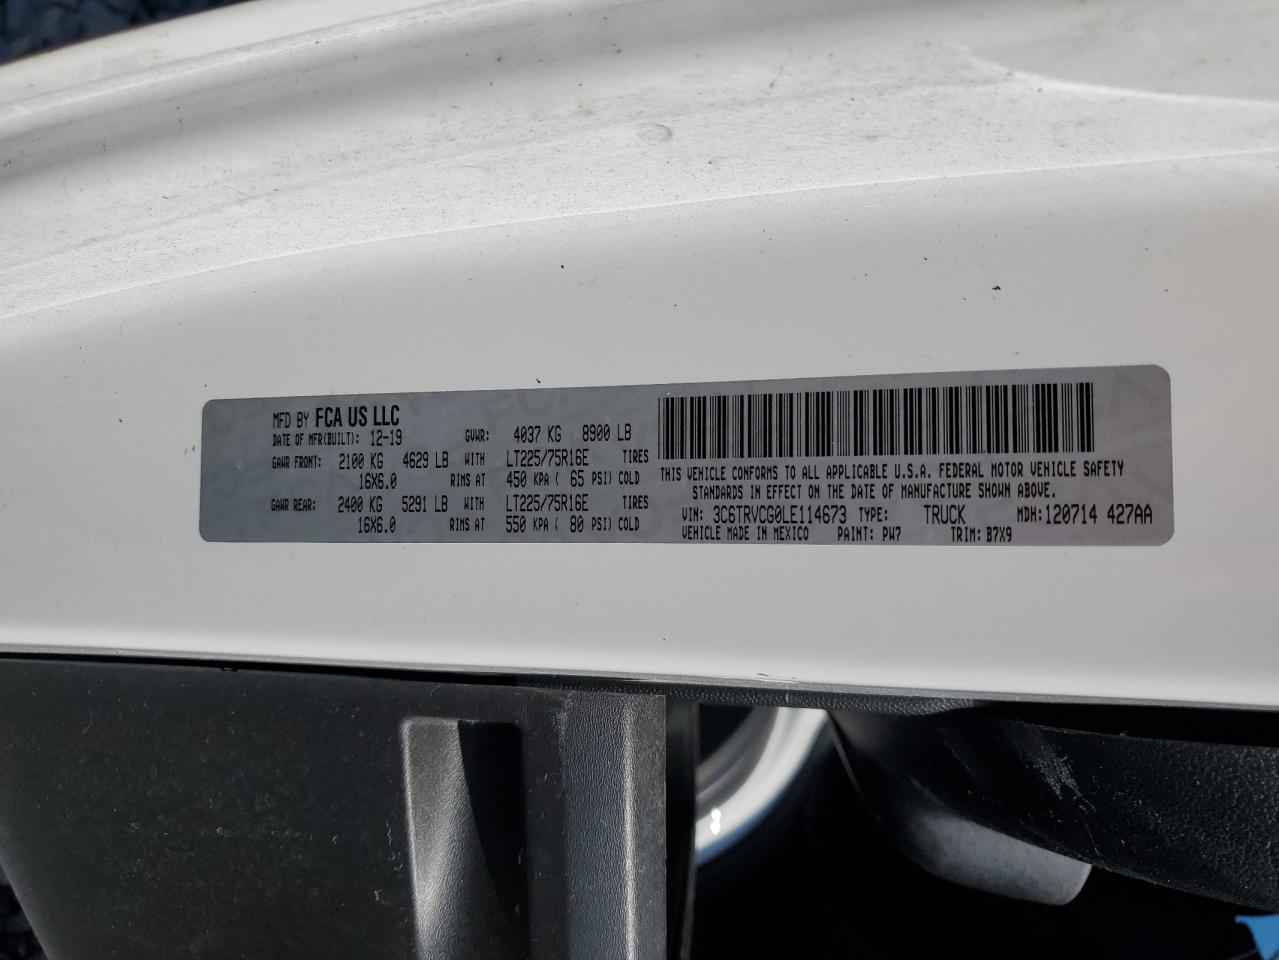 MFD BY FCA US LLC
DATE OF MFR(BUILT): 12-19 GVWR: 4037 KG 8900 LB
GAWR FRONT: 2100 KG 4629 LB WITH LT225/75R16E TIRES
16X6.0 RIMS AT 450 KPA ( 65 PSI) COLD
GAWR REAR: 2400 KG 5291 LB WITH LT225/75R16E TIRES
16X6.0 RIMS AT 550 KPA ( 80 PSI) COLD
THIS VEHICLE CONFORMS TO ALL APPLICABLE U.S.A. FEDERAL MOTOR VEHICLE SAFETY
STANDARDS IN EFFECT ON THE DATE OF MANUFACTURE SHOWN ABOVE.
VIN: 3C6TRVCG0LE114673 TYPE: TRUCK MDH: 120714 427AA
VEHICLE MADE IN MEXICO PAINT: PW7 TRIM: B7X9